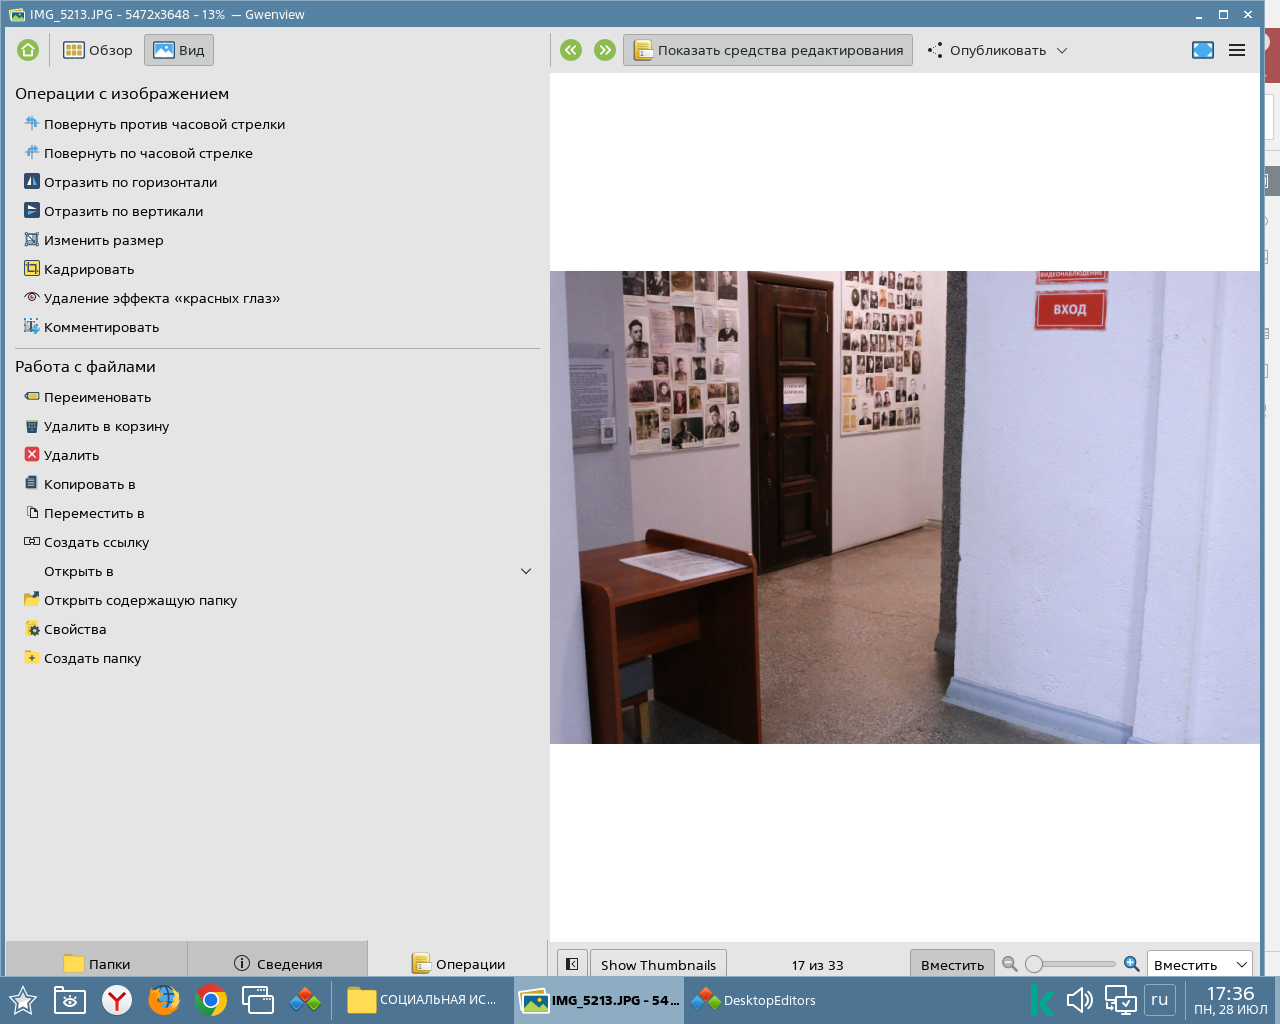 IMG_5213.JPG - 5472x3648 - 13% — Gwenview
Обзор
Вид
Показать средства редактирования
Опубликовать
Операции с изображением
Повернуть против часовой стрелки
Повернуть по часовой стрелке
Отразить по горизонтали
Отразить по вертикали
Изменить размер
Кадрировать
Удаление эффекта «красных глаз»
Комментировать
Работа с файлами
Переименовать
Удалить в корзину
Удалить
Копировать в
Переместить в
Создать ссылку
Открыть в
Открыть содержащую папку
Свойства
Создать папку
ВИДЕОНАБЛЮДЕНИЕ
ВХОД
Папки
Сведения
Операции
Show Thumbnails
17 из 33
Вместить
Вместить
СОЦИАЛЬНАЯ ИС...
IMG_5213.JPG - 54...
DesktopEditors
ru
17:36
ПН, 28 ИЮЛ